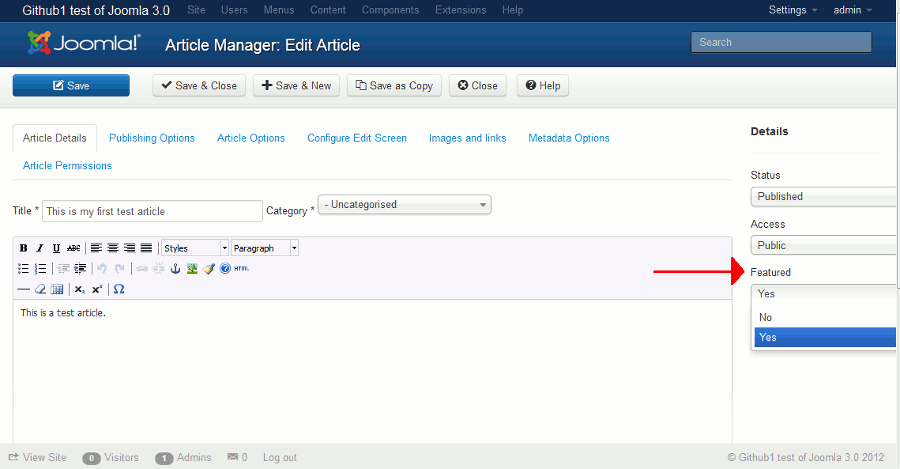 Github1 test of Joomla 3.0 Site Users Menus Content Components Extensions Help Settings admin
Joomla! Article Manager: Edit Article Search
Save Save & Close Save & New Save as Copy Close Help
Article Details Publishing Options Article Options Configure Edit Screen Images and links Metadata Options
Article Permissions
Details
Status
Published
Access
Public
Featured
Yes
No
Yes
Title * This is my first test article Category * - Uncategorised
B I U ABC Styles Paragraph
HTML
x₂ x² Ω
This is a test article.
View Site 0 Visitors 1 Admins 0 Log out © Github1 test of Joomla 3.0 2012